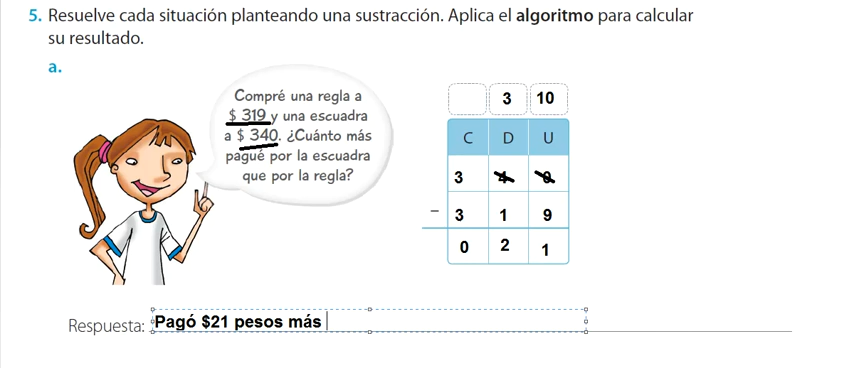 5. Resuelve cada situación planteando una sustracción. Aplica el algoritmo para calcular
su resultado.
a.
Compré una regla a
$ 319 y una escuadra
a $ 340. ¿Cuánto más
pagué por la escuadra
que por la regla?
3 10
C D U
3 4 0
- 3 1 9
0 2 1
Respuesta: Pagó $21 pesos más